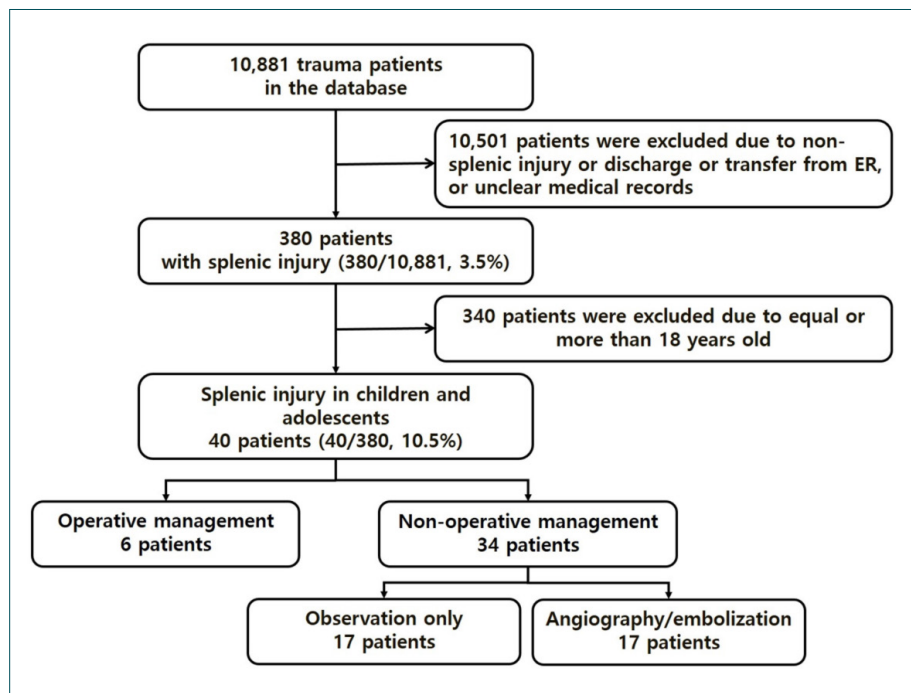 10,881 trauma patients
in the database
10,501 patients were excluded due to non-
splenic injury or discharge or transfer from ER,
or unclear medical records
380 patients
with splenic injury (380/10,881, 3.5%)
340 patients were excluded due to equal or
more than 18 years old
Splenic injury in children and
adolescents
40 patients (40/380, 10.5%)
Operative management
6 patients
Non-operative management
34 patients
Observation only
17 patients
Angiography/embolization
17 patients